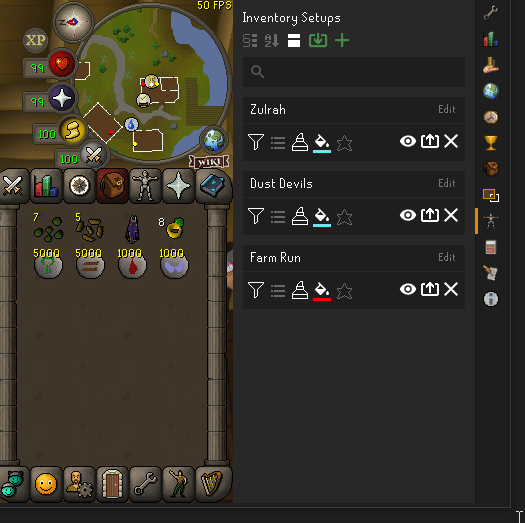 50 FPS
Inventory Setups
XP
99
99
100
100
WIKI
Zulrah
Edit
Dust Devils
Edit
Farm Run
Edit
7
5
8
5000
5000
1000
1000